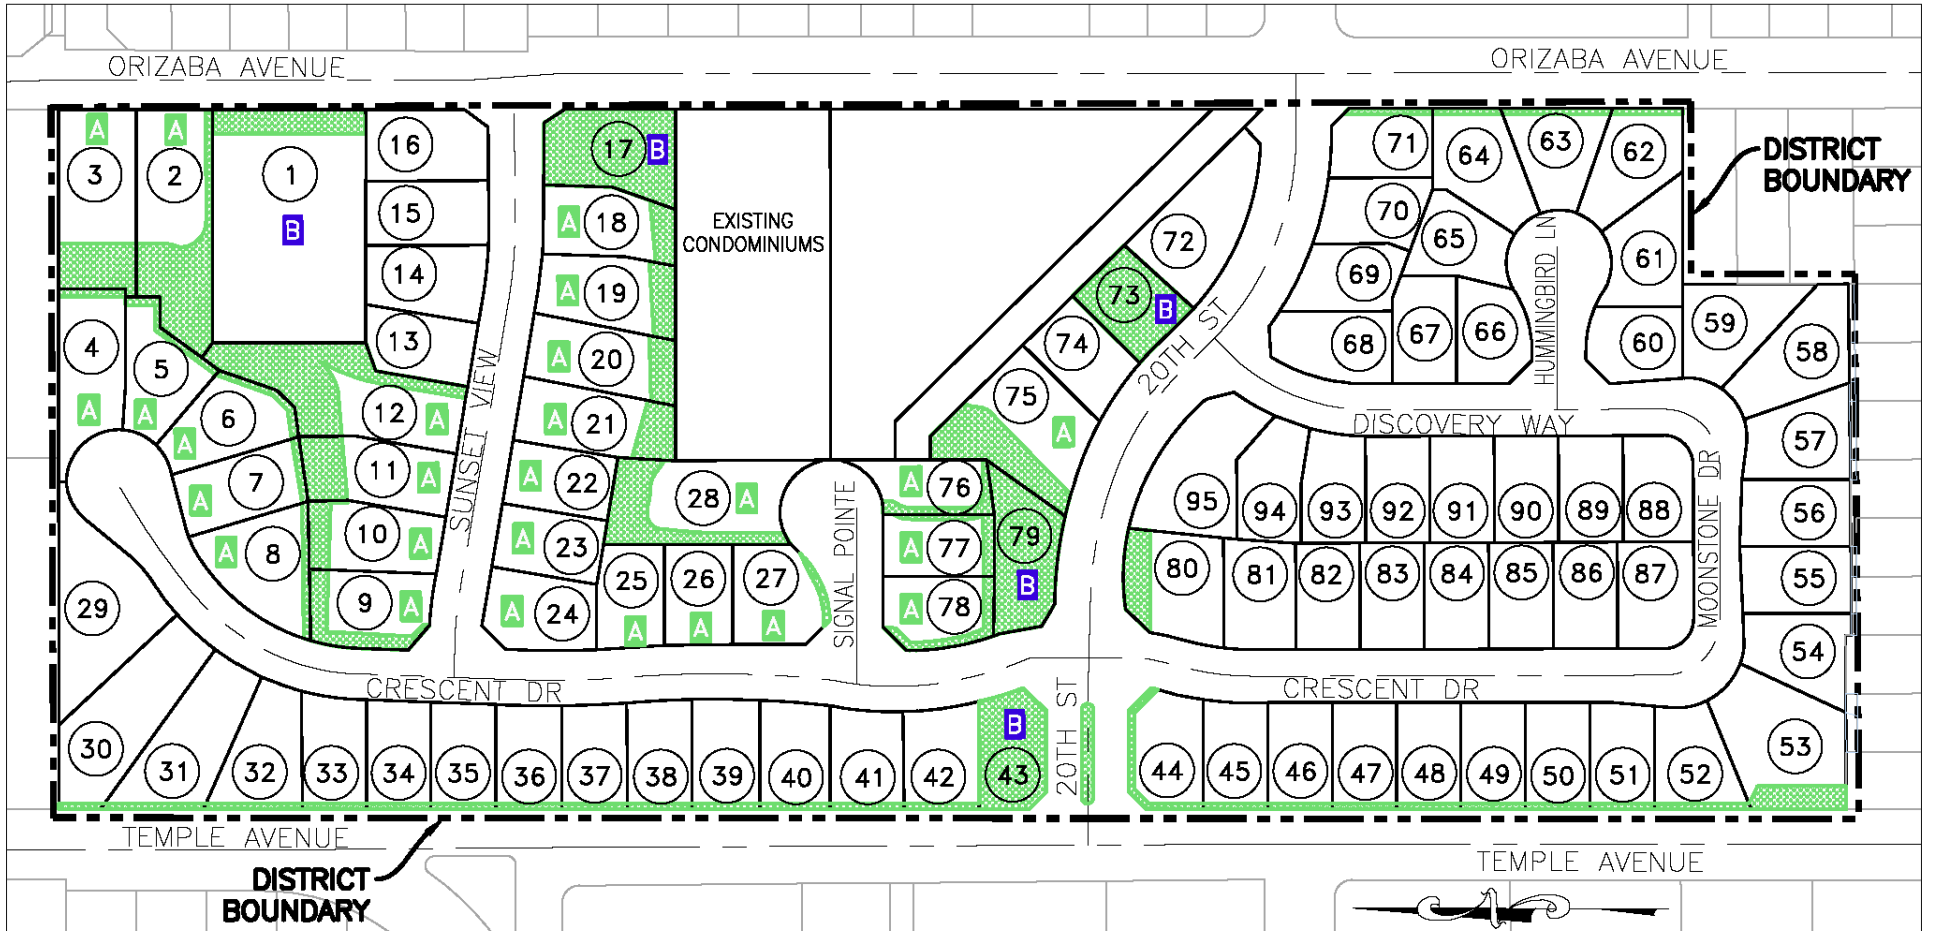 ORIZABA AVENUE
ORIZABA AVENUE
A
A
3
2
1
B
16
15
14
13
17
B
A
18
A
19
A
20
A
21
EXISTING
CONDOMINIUMS
71
64
63
62
70
65
61
69
72
73
B
74
75
A
68
67
66
60
59
58
DISTRICT
BOUNDARY
20TH ST
HUMMINGBIRD LN
DISCOVERY WAY
MOONSTONE DR
4
A
5
A
6
A
7
A
8
A
12
A
11
A
10
A
9
A
SUNSET VIEW
A
22
A
23
A
24
28
A
25
A
26
A
27
A
SIGNAL POINTE
A
76
A
77
A
78
79
B
95
94
93
92
91
90
89
88
80
81
82
83
84
85
86
87
57
56
55
54
53
29
30
31
32
33
34
35
36
37
38
39
40
41
42
B
43
CRESCENT DR
20TH ST
CRESCENT DR
44
45
46
47
48
49
50
51
52
TEMPLE AVENUE
TEMPLE AVENUE
DISTRICT
BOUNDARY
N